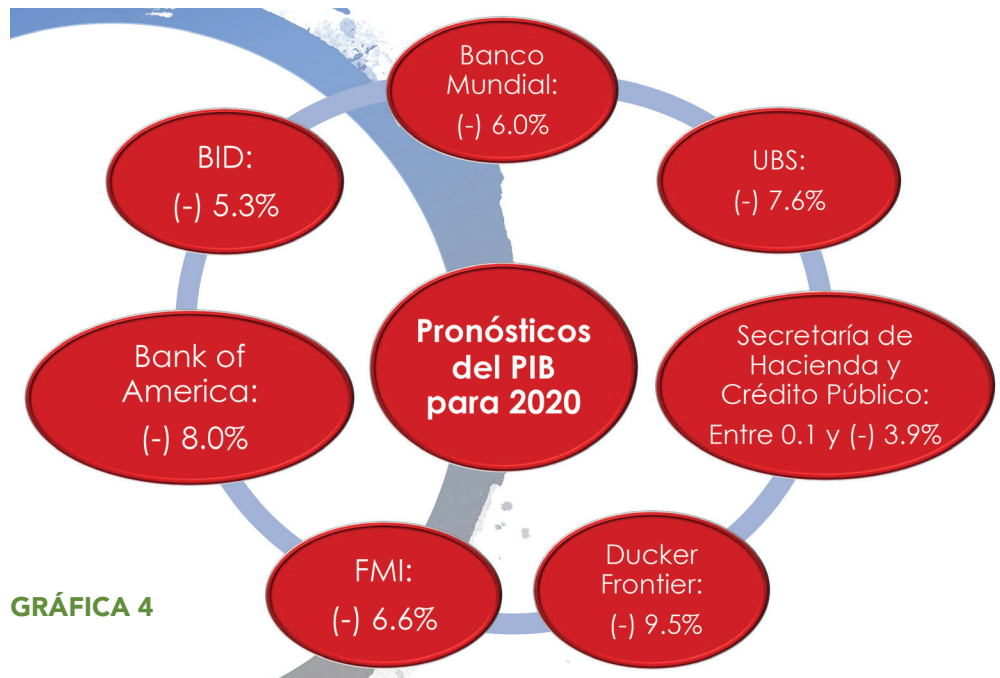 Banco
Mundial:
(-) 6.0%
UBS:
(-) 7.6%
Secretaría de
Hacienda y
Crédito Público:
Entre 0.1 y (-) 3.9%
Ducker
Frontier:
(-) 9.5%
FMI:
(-) 6.6%
Bank of
America:
(-) 8.0%
BID:
(-) 5.3%
Pronósticos
del PIB
para 2020
GRÁFICA 4